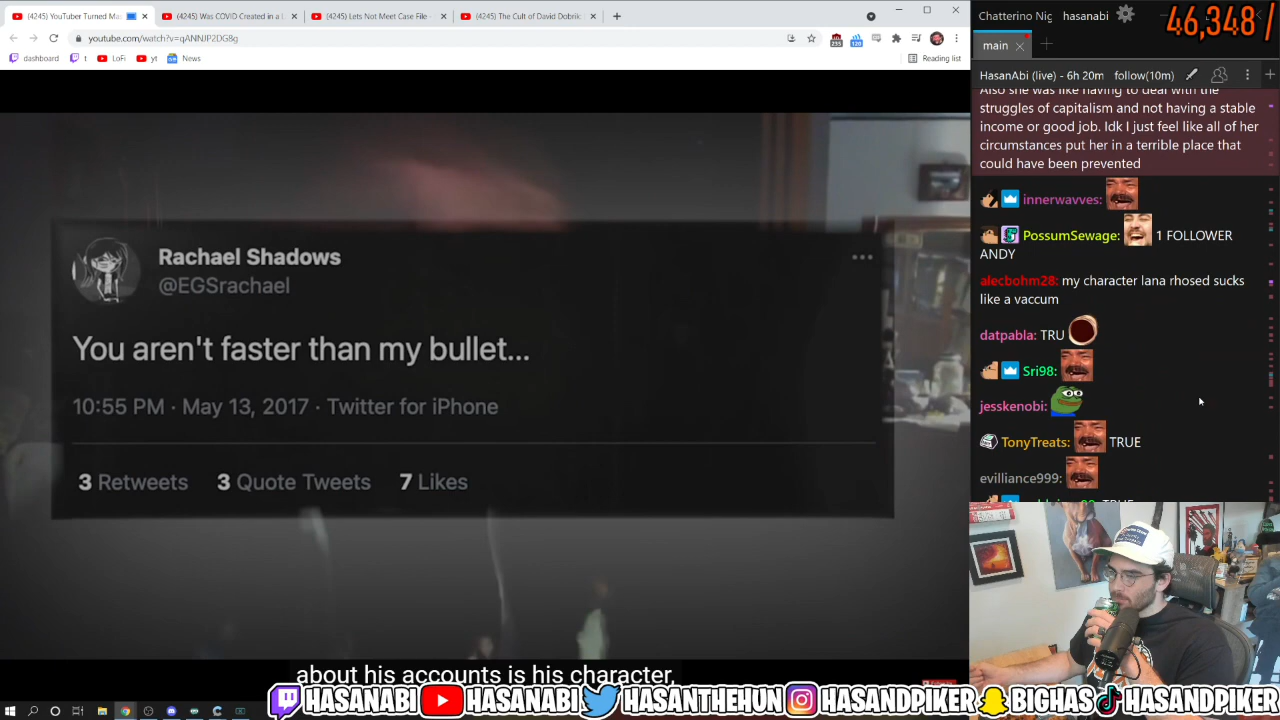 (4245) YouTuber Turned Ma
(4245) Was COVID Created in a L
(4245) Lets Not Meet Case File -
(4245) The Cult of David Dobrik
youtube.com/watch?v=qANNJP2DG8g
235
126
dashboard
t
LoFi
yt
News
Reading list
Rachael Shadows
@EGSrachael
You aren't faster than my bullet...
10:55 PM · May 13, 2017 · Twitter for iPhone
3 Retweets 3 Quote Tweets 7 Likes
about his accounts is his character,
Chatterino Nig hasanabi
46,348 /
main
HasanAbi (live) - 6h 20m follow(10m)
Also she was like having to deal with the
struggles of capitalism and not having a stable
income or good job. Idk I just feel like all of her
circumstances put her in a terrible place that
could have been prevented
innerwavves:
PossumSewage: 1 FOLLOWER
ANDY
alecbohm28: my character lana rhosed sucks
like a vaccum
datpabla: TRU
Sri98:
jesskenobi:
TonyTreats: TRUE
evilliance999:
TRUE
HASANABI HASANABI HASANTHEHUN HASANDPIKER BIGHAS HASANDPIKER